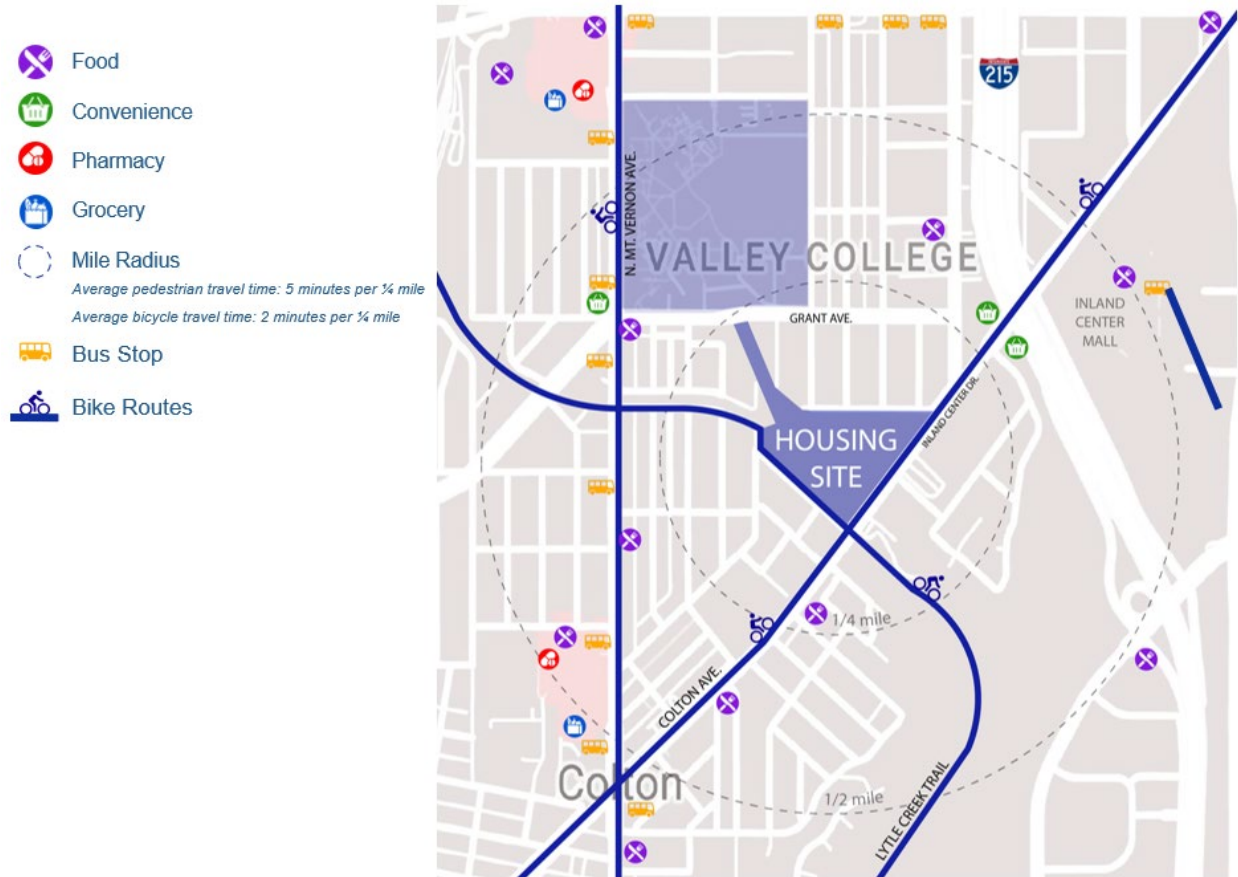 Food
Convenience
Pharmacy
Grocery
Mile Radius
Average pedestrian travel time: 5 minutes per ¼ mile
Average bicycle travel time: 2 minutes per ¼ mile
Bus Stop
Bike Routes
INTERSTATE
215
N. MT. VERNON AVE.
VALLEY COLLEGE
GRANT AVE.
INLAND
CENTER
MALL
INLAND CENTER DR.
HOUSING
SITE
1/4 mile
COLTON AVE.
Colton
1/2 mile
LYTLE CREEK TRAIL